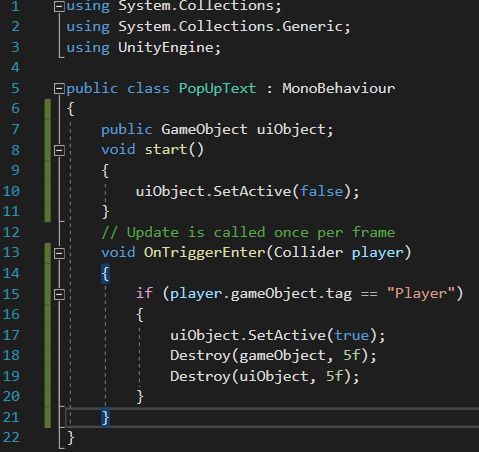 1 using System.Collections;
2 using System.Collections.Generic;
3 using UnityEngine;
4
5 public class PopUpText : MonoBehaviour
6 {
7 public GameObject uiObject;
8 void start()
9 {
10 uiObject.SetActive(false);
11 }
12 // Update is called once per frame
13 void OnTriggerEnter(Collider player)
14 {
15 if (player.gameObject.tag == "Player")
16 {
17 uiObject.SetActive(true);
18 Destroy(gameObject, 5f);
19 Destroy(uiObject, 5f);
20 }
21 }
22 }